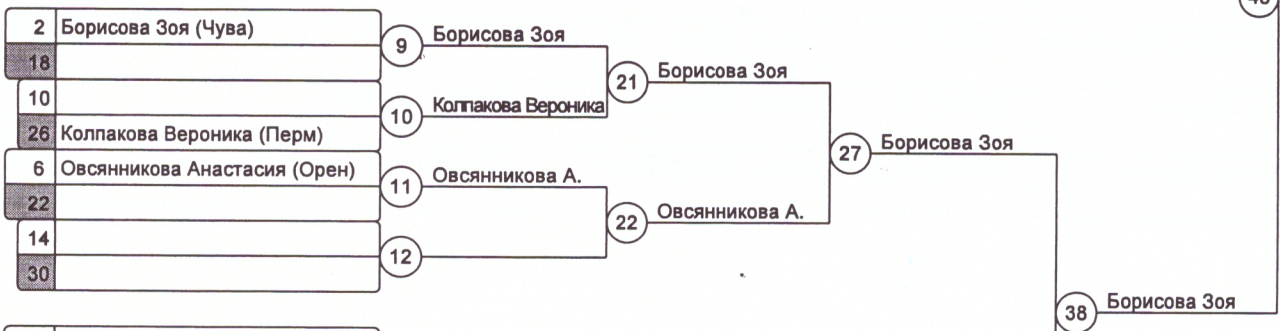 2 Борисова Зоя (Чува)
18
10
26 Колпакова Вероника (Перм)
6 Овсянникова Анастасия (Орен)
22
14
30
9 Борисова Зоя
10 Колпакова Вероника
11 Овсянникова А.
12
21 Борисова Зоя
22 Овсянникова А.
27 Борисова Зоя
38 Борисова Зоя